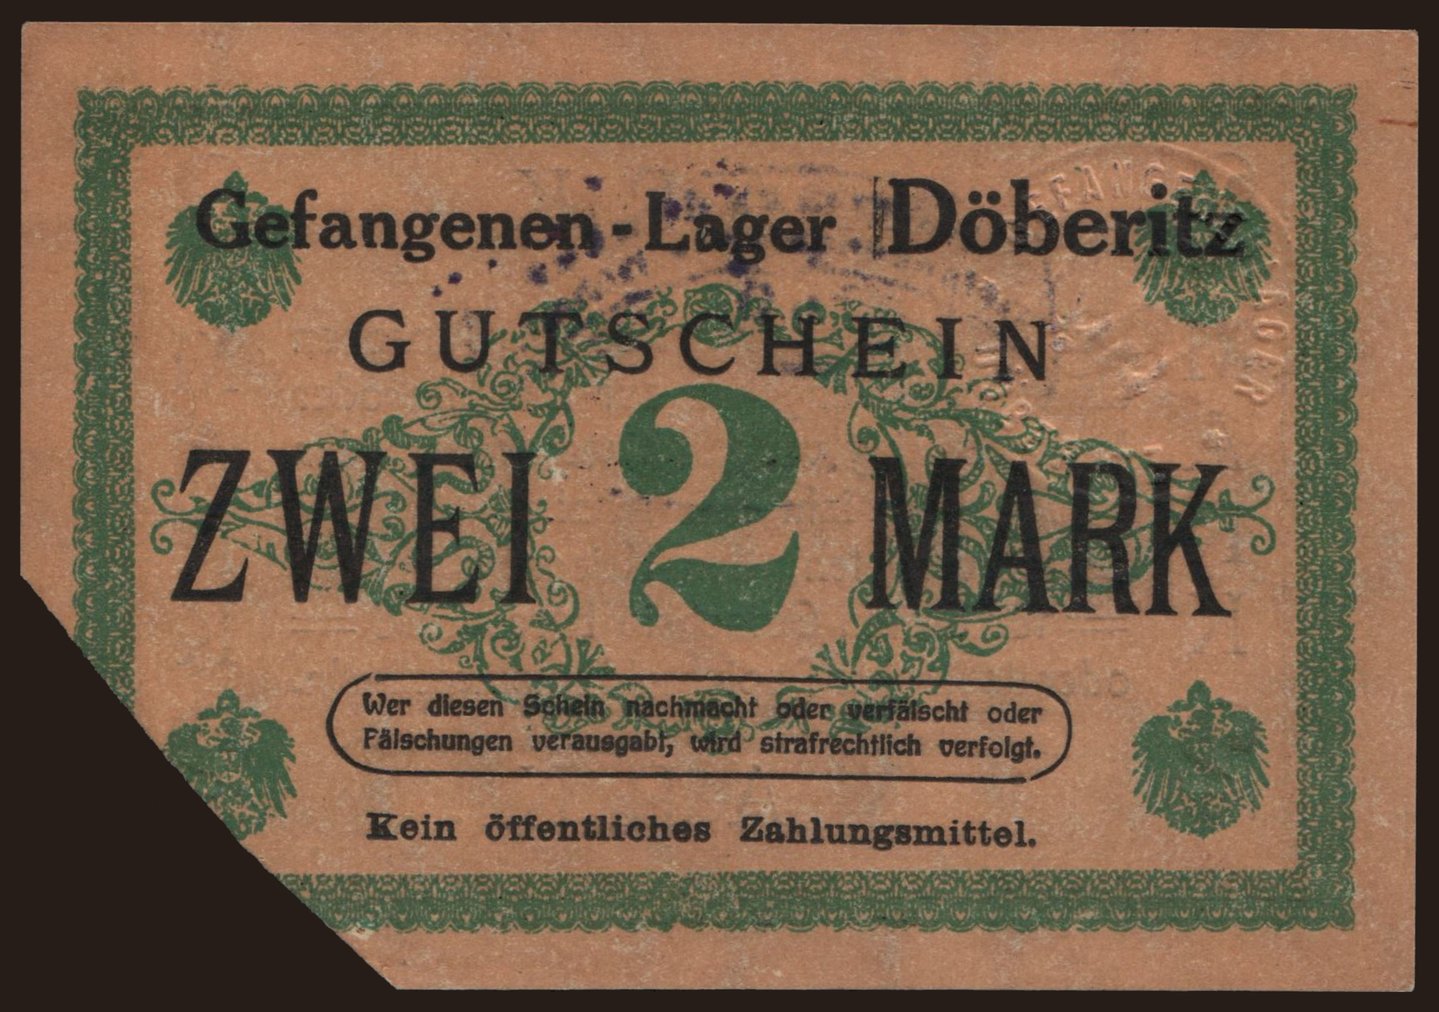 Gefangenen-Lager Döberitz
GUTSCHEIN
ZWEI 2 MARK
Wer diesen Schein nachmacht oder verfälscht oder
Fälschungen verausgabt, wird strafrechtlich verfolgt.
Kein öffentliches Zahlungsmittel.